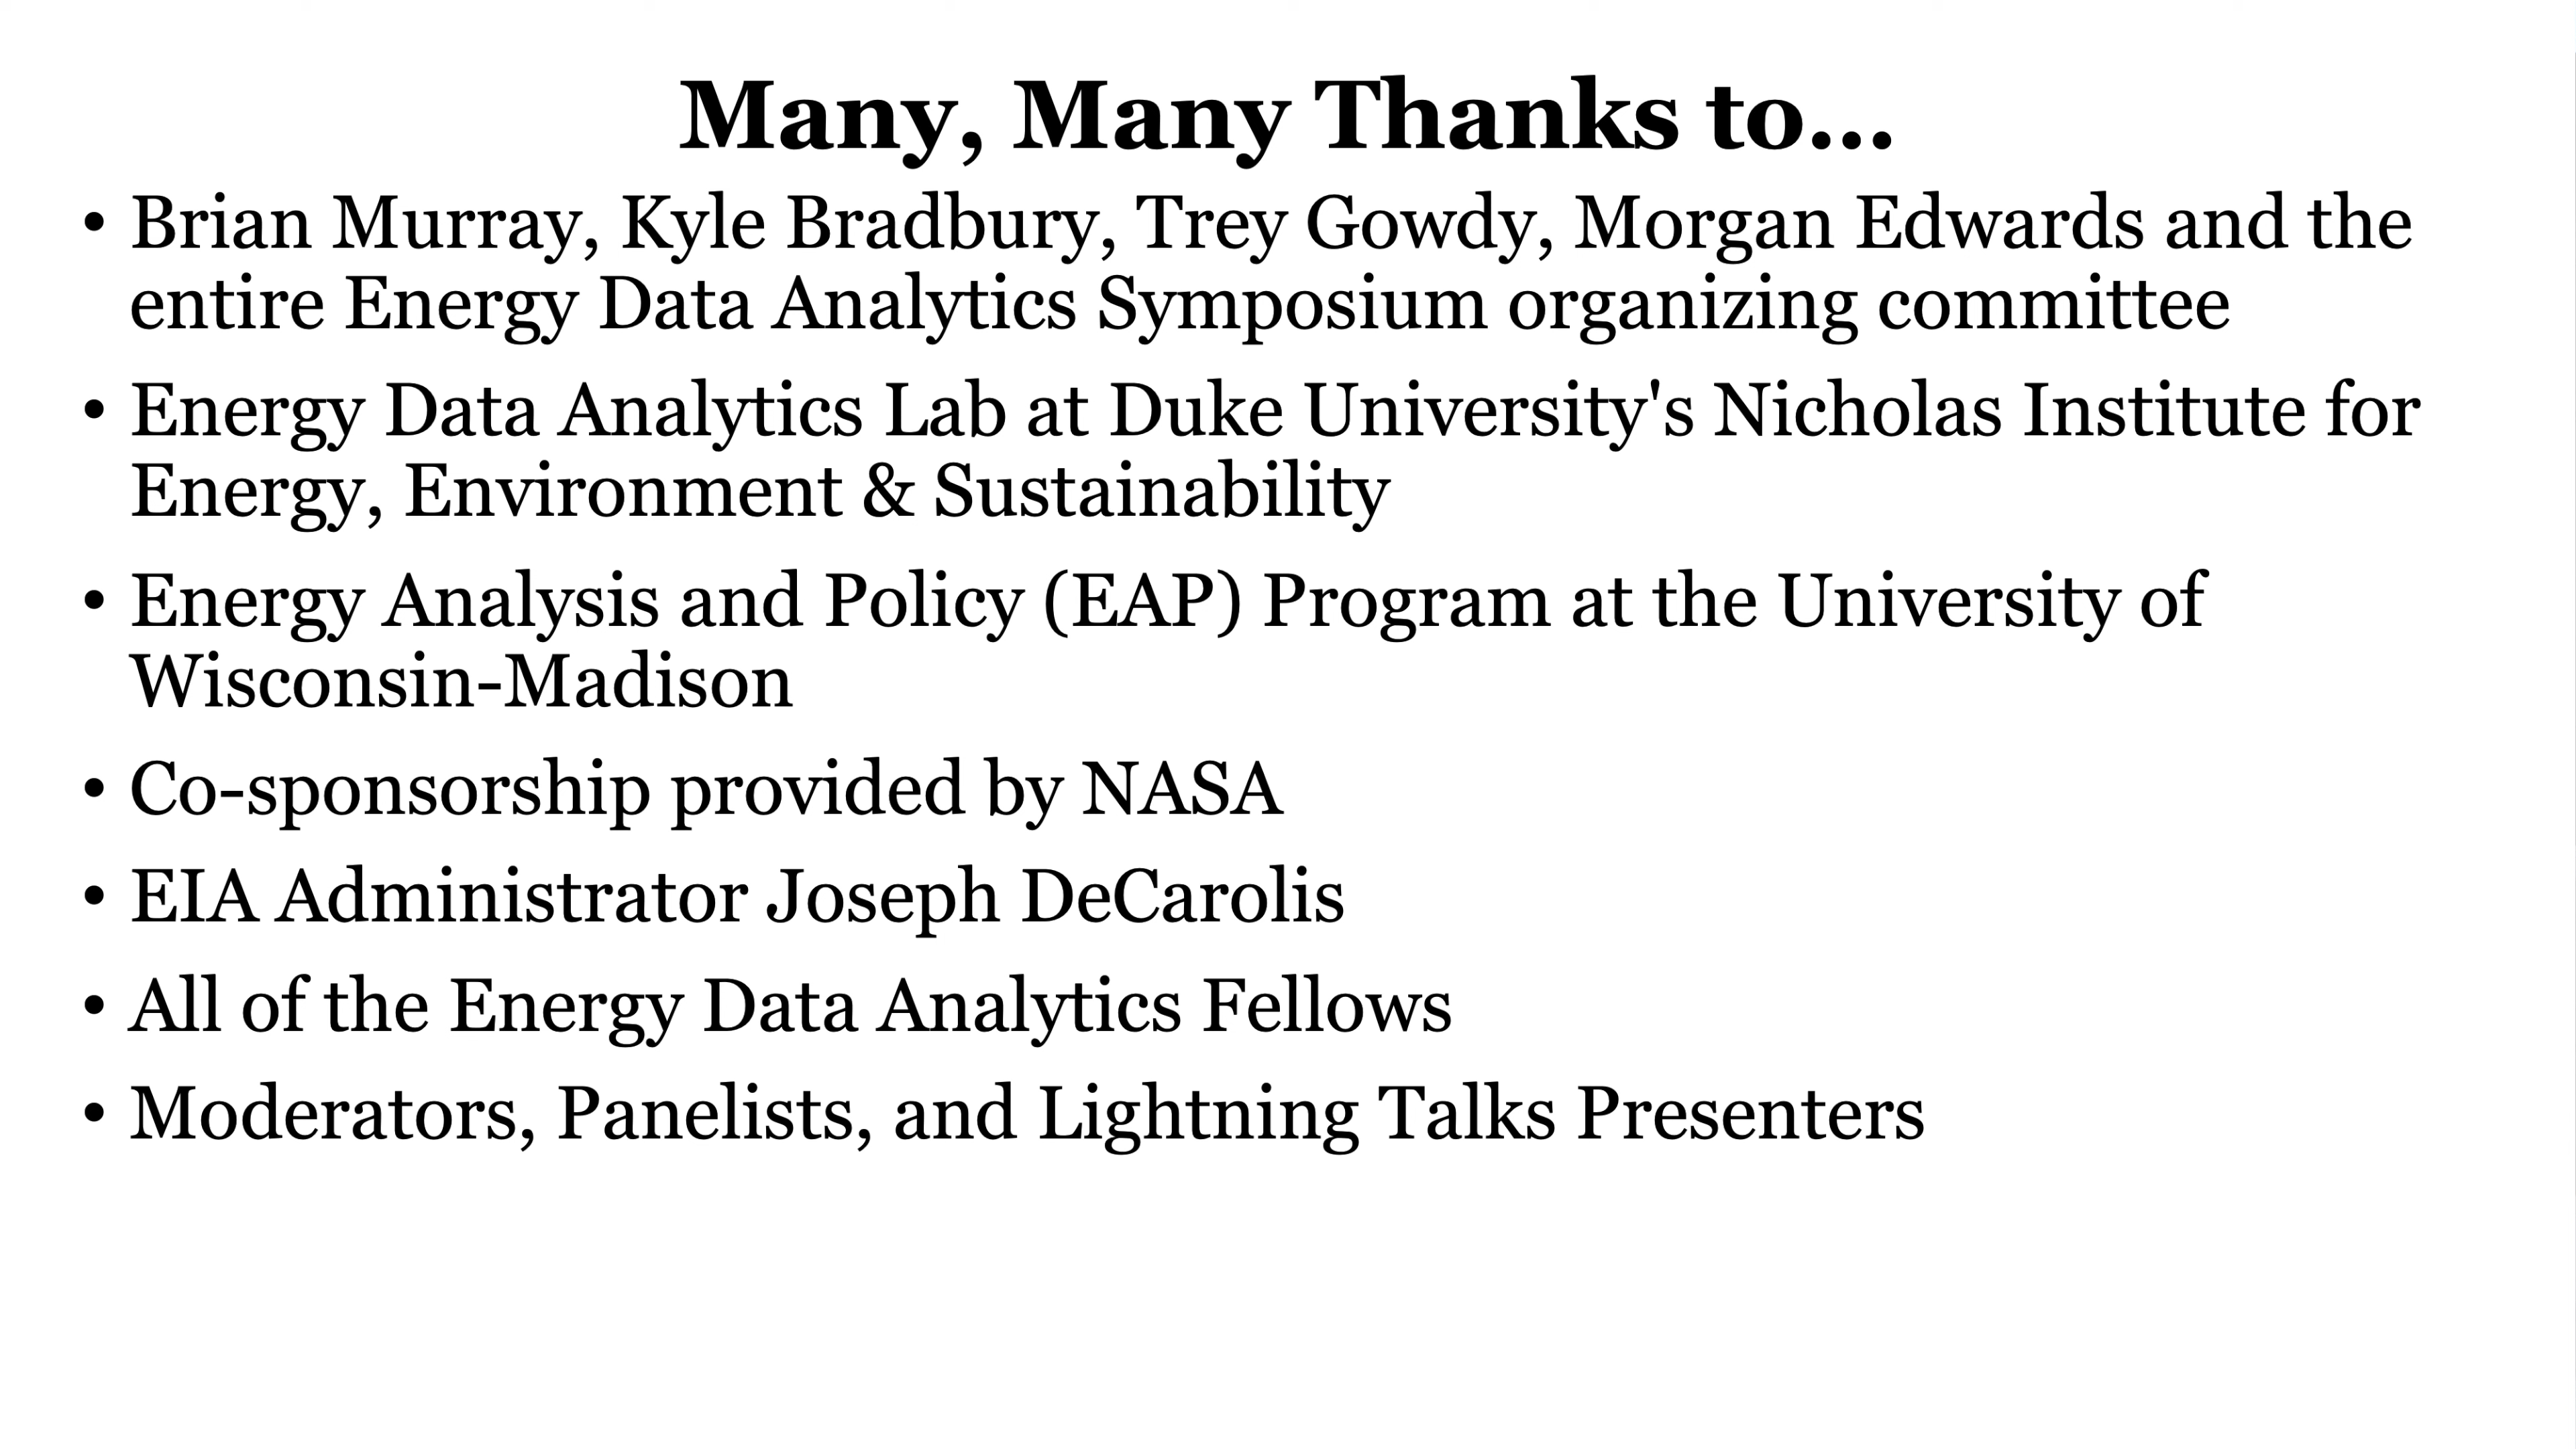 Many, Many Thanks to...
• Brian Murray, Kyle Bradbury, Trey Gowdy, Morgan Edwards and the
entire Energy Data Analytics Symposium organizing committee
• Energy Data Analytics Lab at Duke University's Nicholas Institute for
Energy, Environment & Sustainability
• Energy Analysis and Policy (EAP) Program at the University of
Wisconsin-Madison
• Co-sponsorship provided by NASA
• EIA Administrator Joseph DeCarolis
• All of the Energy Data Analytics Fellows
• Moderators, Panelists, and Lightning Talks Presenters